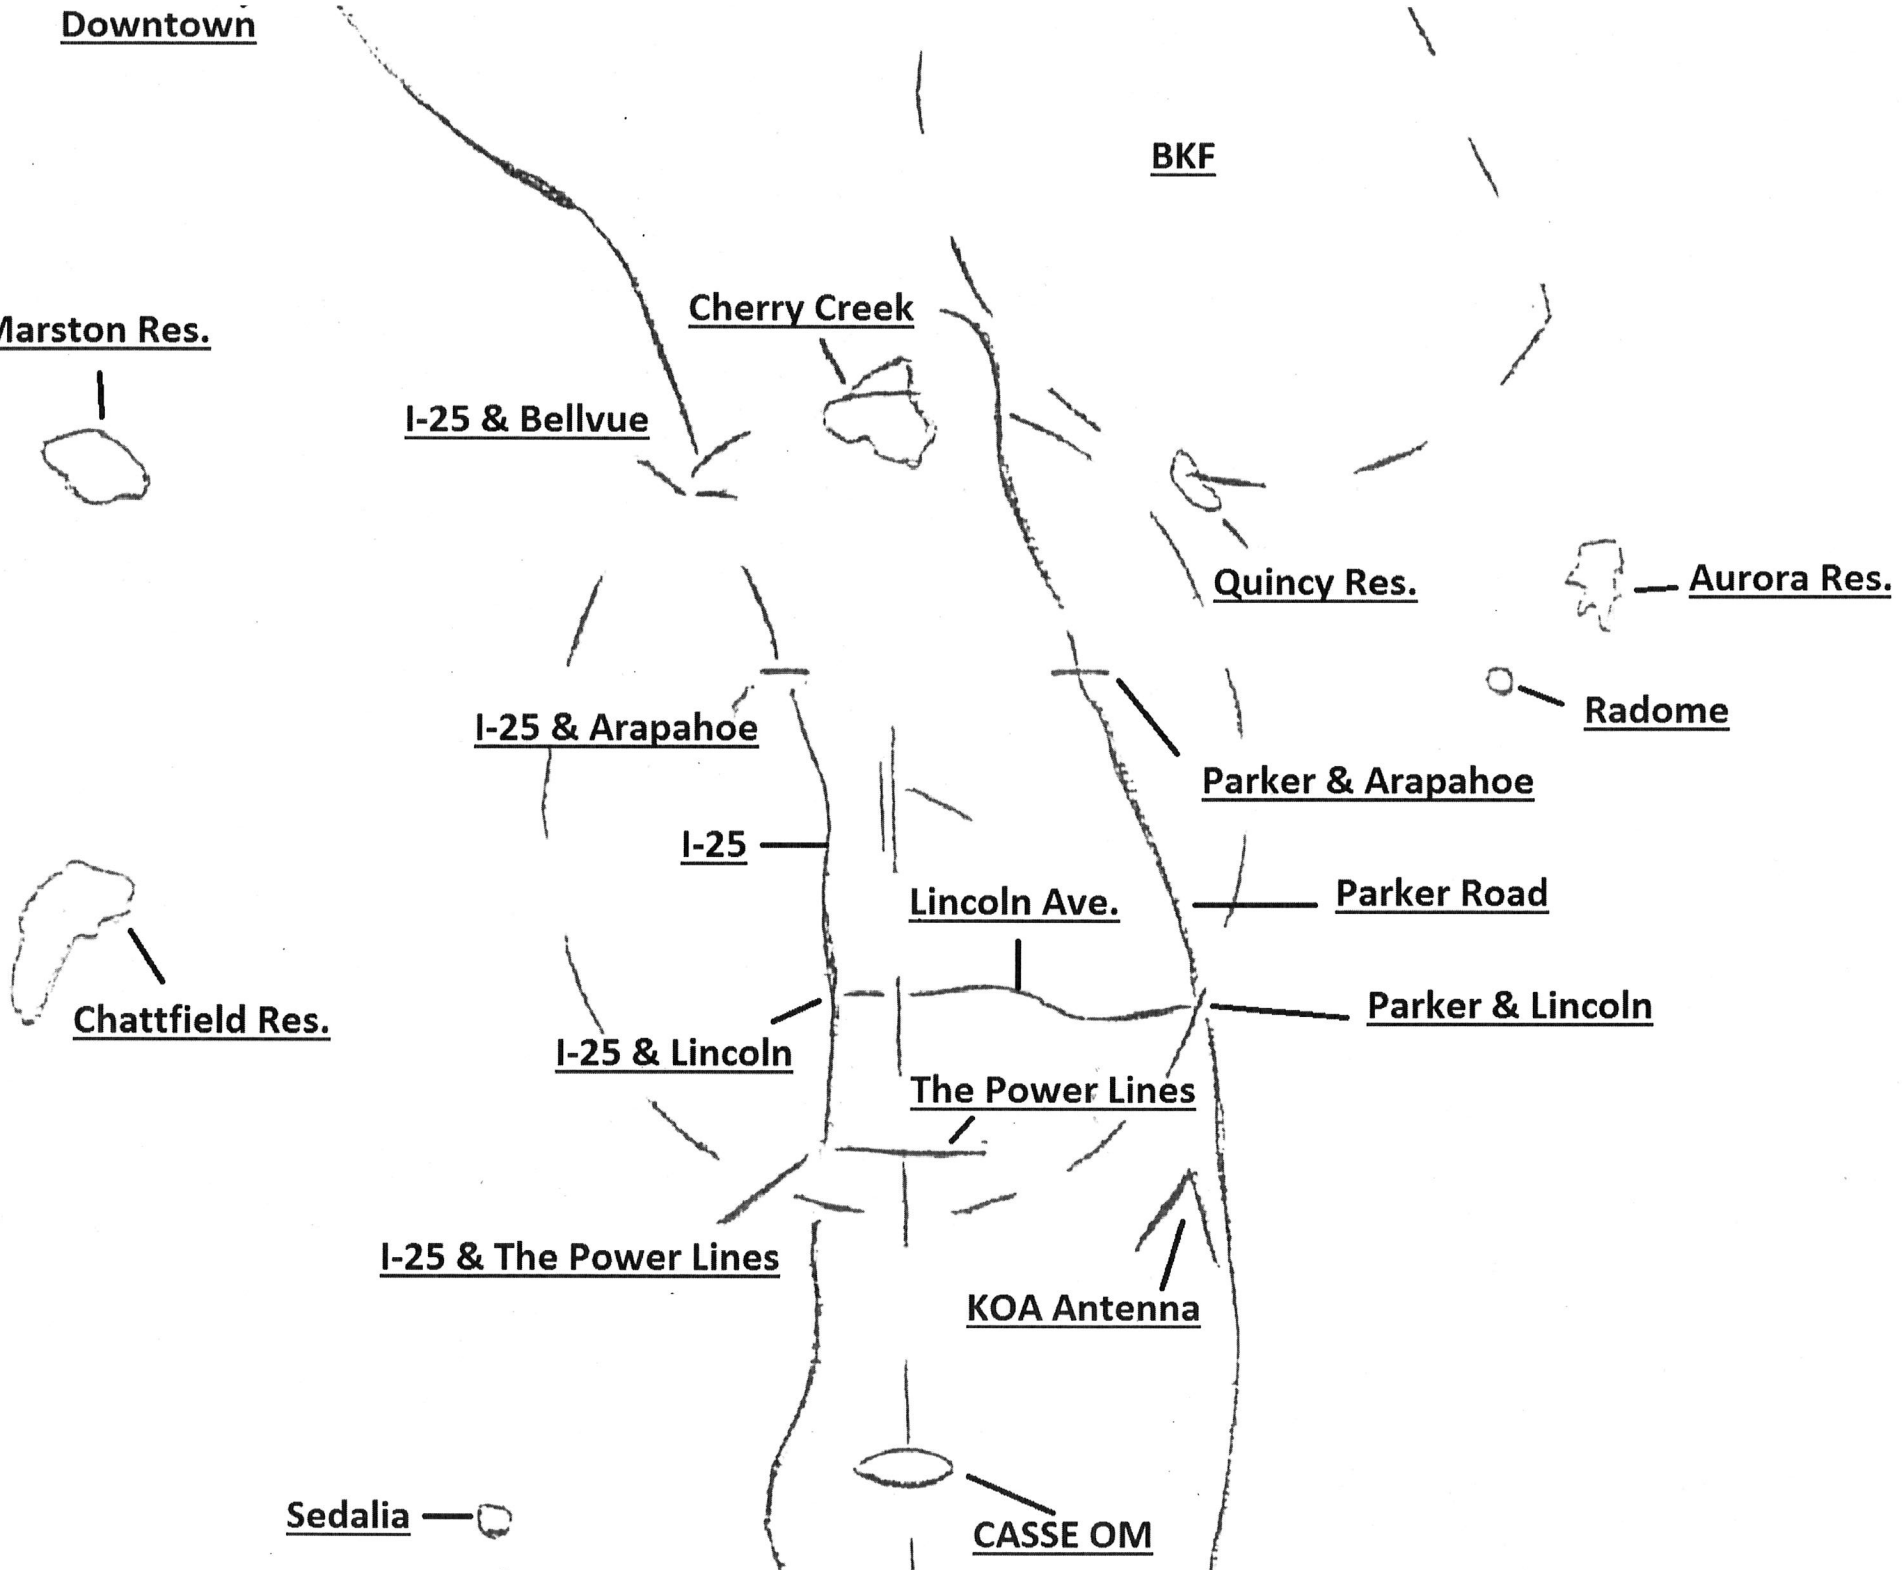 Downtown
BKF
Cherry Creek
Marston Res.
I-25 & Bellvue
Quincy Res.
Aurora Res.
Radome
I-25 & Arapahoe
Parker & Arapahoe
I-25
Lincoln Ave.
Parker Road
Parker & Lincoln
Chattfield Res.
I-25 & Lincoln
The Power Lines
I-25 & The Power Lines
KOA Antenna
Sedalia
CASSE OM